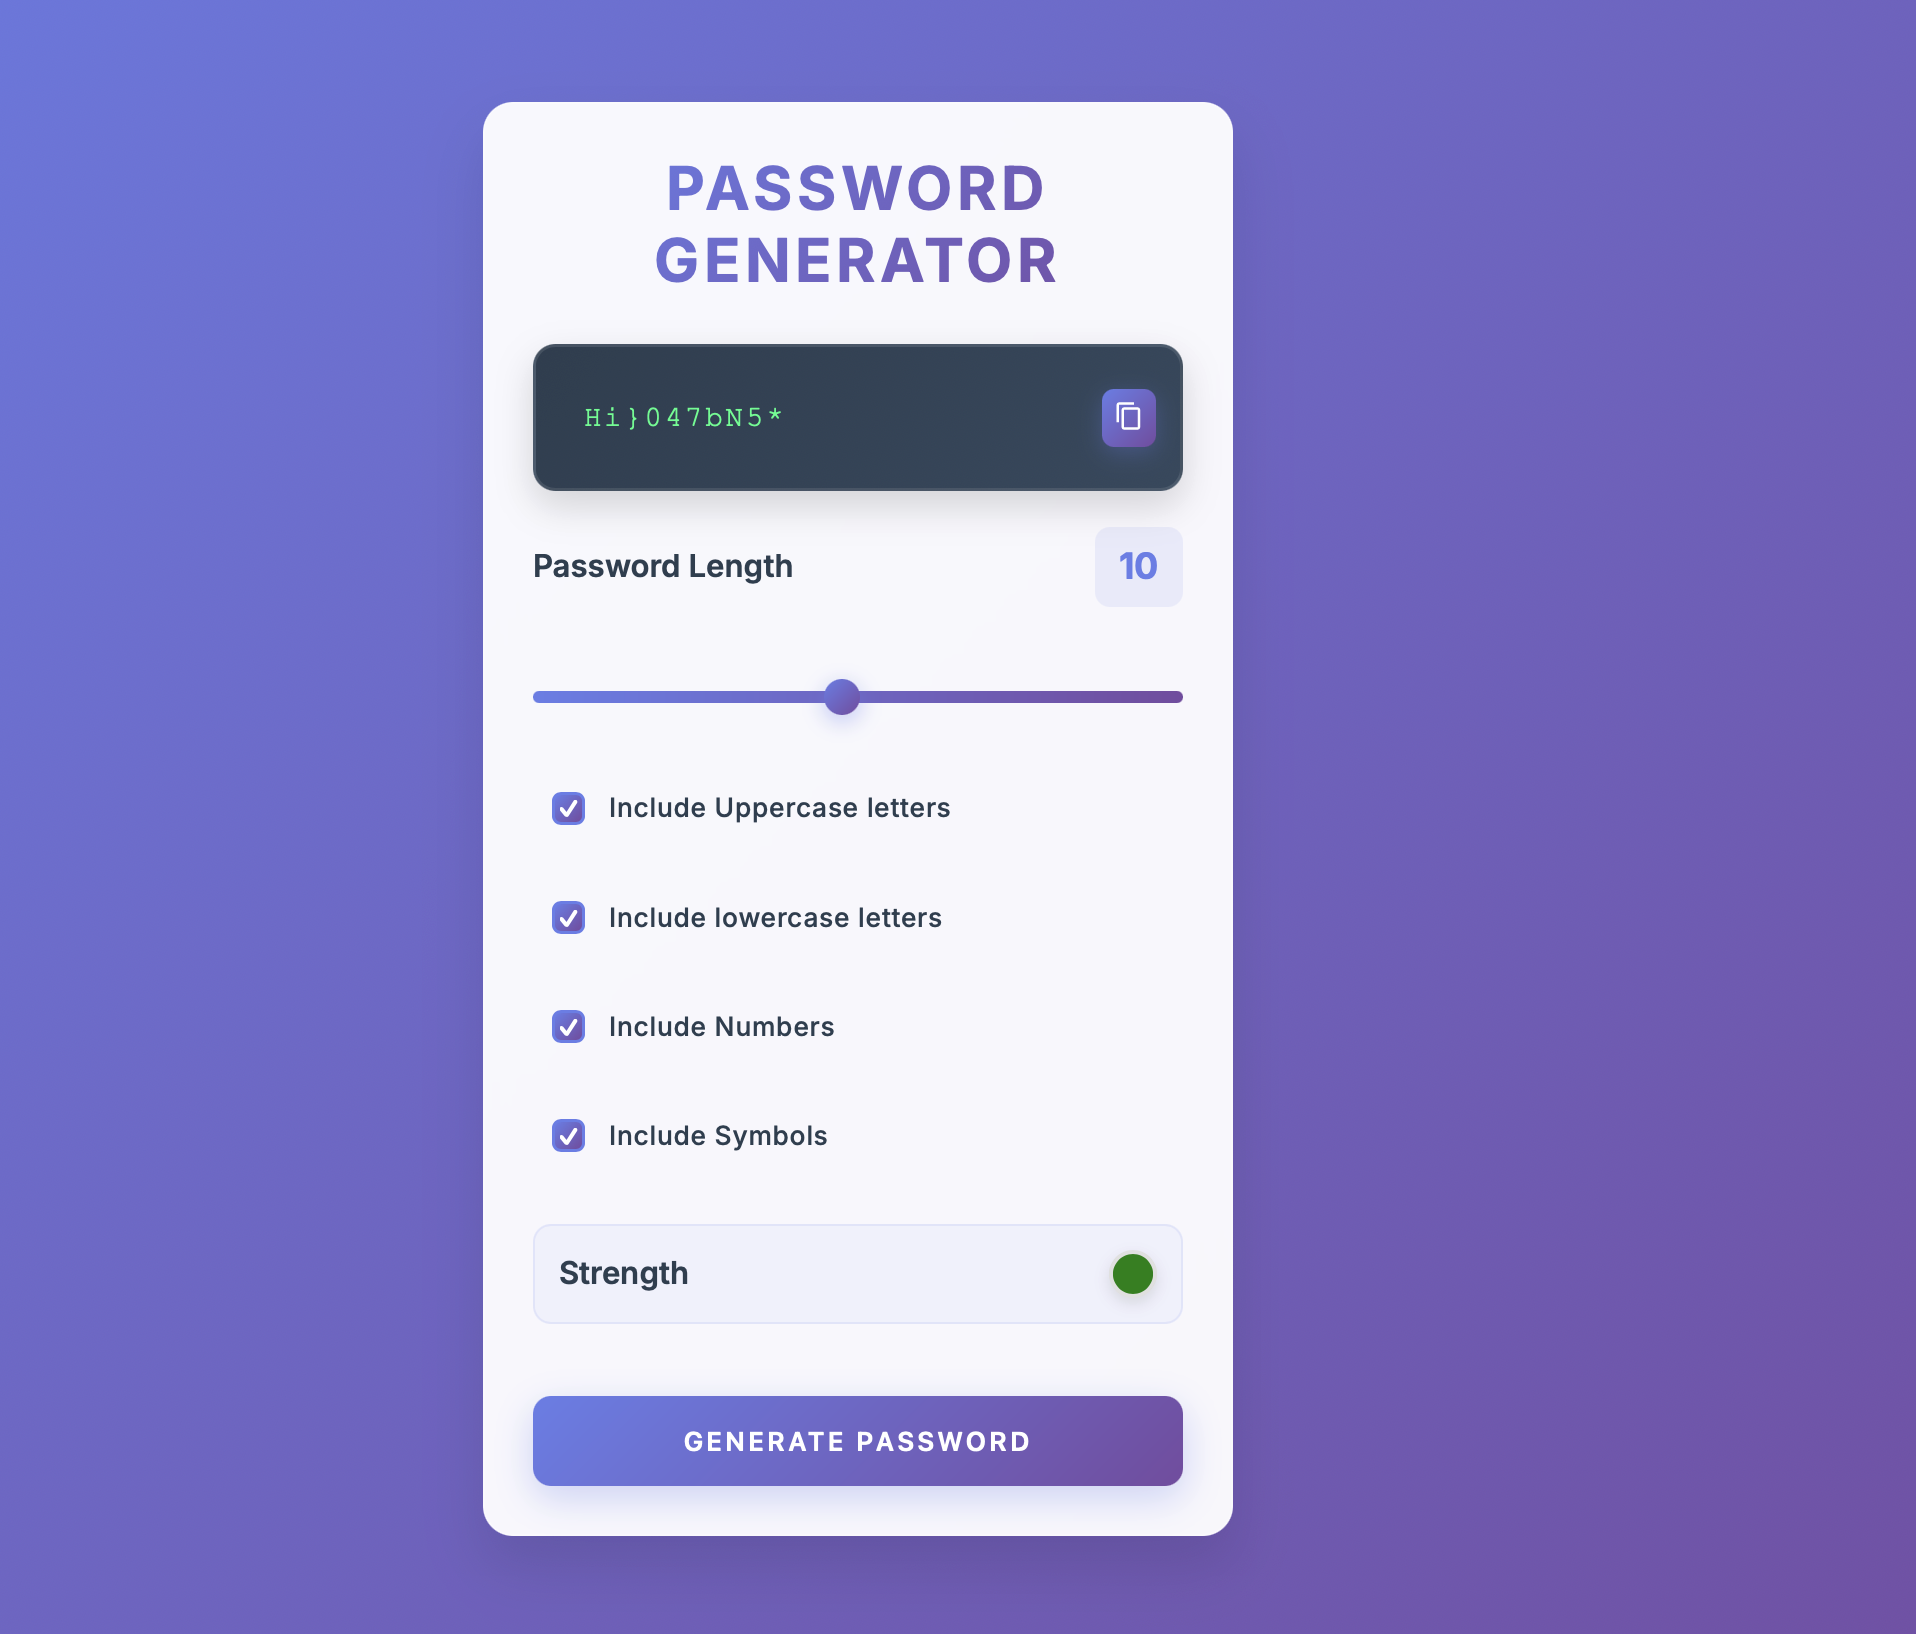 PASSWORD
GENERATOR
Hi}047bN5*
Password Length
10
Include Uppercase letters
Include lowercase letters
Include Numbers
Include Symbols
Strength
GENERATE PASSWORD